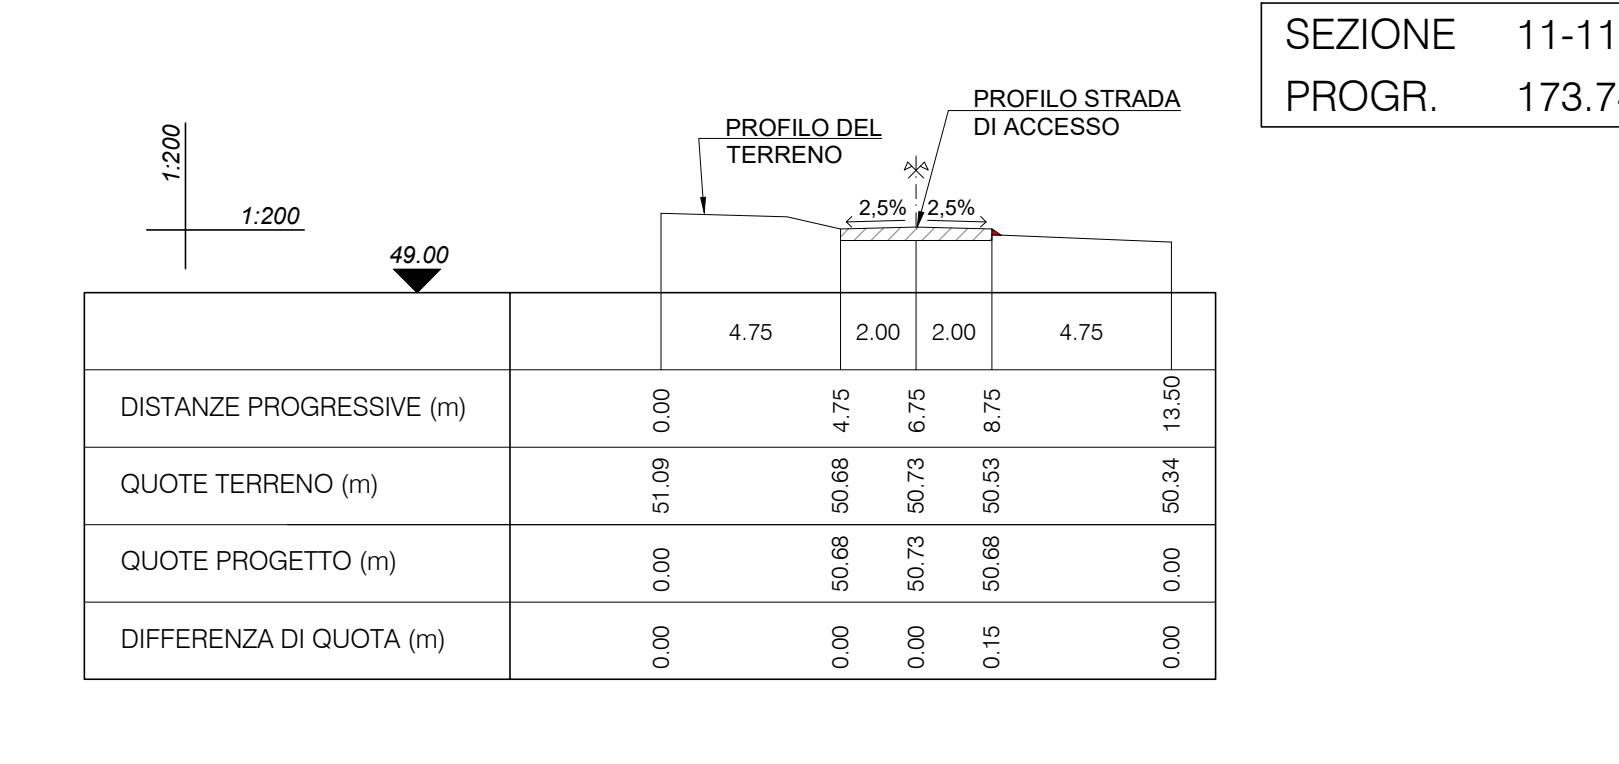 SEZIONE 11-11
PROGR.
PROFILO STRADA
DI ACCESSO
PROFILO DEL
TERRENO
1:200
1:200
2,5% 2,5%
49.00
4.75 2.00 2.00 4.75
DISTANZE PROGRESSIVE (m) 0.00 4.75 6.75 8.75 13.50
QUOTE TERRENO (m) 51.09 50.68 50.73 50.53 50.34
QUOTE PROGETTO (m) 0.00 50.68 50.73 50.68 0.00
DIFFERENZA DI QUOTA (m) 0.00 0.00 0.00 0.15 0.00